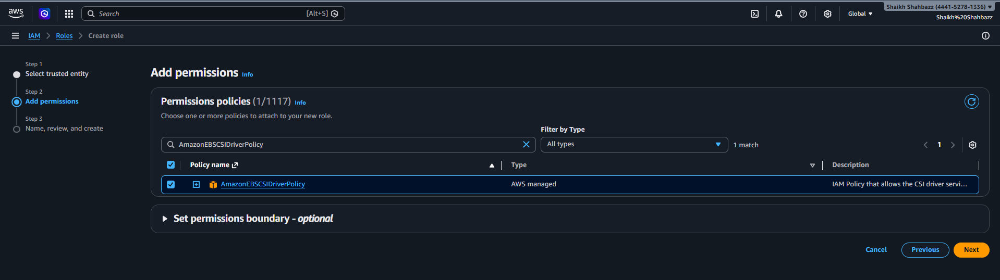 aws
Search [Alt+S]
Global
Shaikh Shahbazz (4441-5278-1336)
Shaikh%20Shahbazz
IAM Roles Create role
Step 1
Select trusted entity
Step 2
Add permissions
Step 3
Name, review, and create
Add permissions Info
Permissions policies (1/1117) Info
Choose one or more policies to attach to your new role.
Filter by Type
AmazonEBSCSIDriverPolicy All types 1 match 1
Policy name Type Description
AmazonEBSCSIDriverPolicy AWS managed IAM Policy that allows the CSI driver servi...
Set permissions boundary - optional
Cancel Previous Next